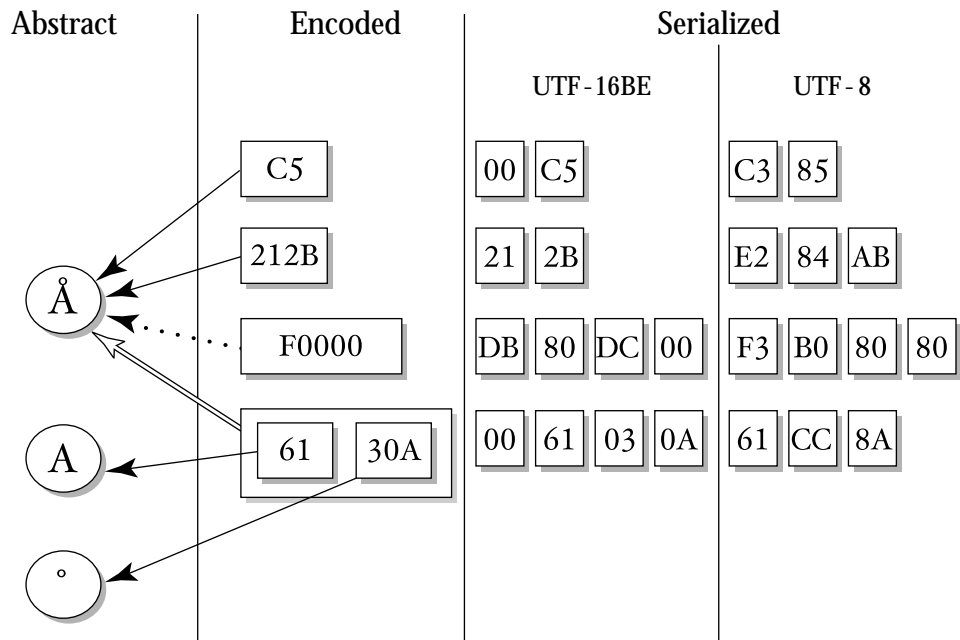 Abstract Encoded Serialized
UTF-16BE UTF-8
C5 00 C5 C3 85
212B 21 2B E2 84 AB
Å
F0000 DB 80 DC 00 F3 B0 80 80
A 61 30A 00 61 03 0A 61 CC 8A
°